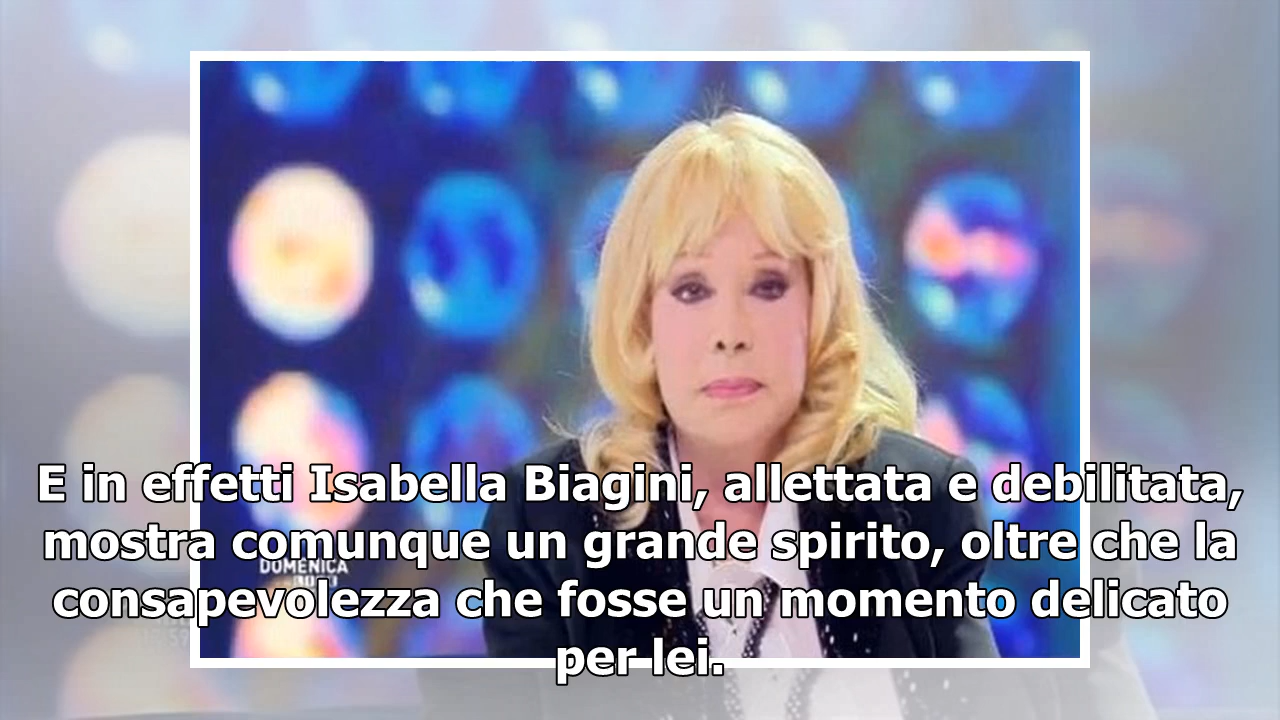 E in effetti Isabella Biagini, allettata e debilitata,
mostra comunque un grande spirito, oltre che la
DOMENICA
consapevolezza che fosse un momento delicato
per lei.